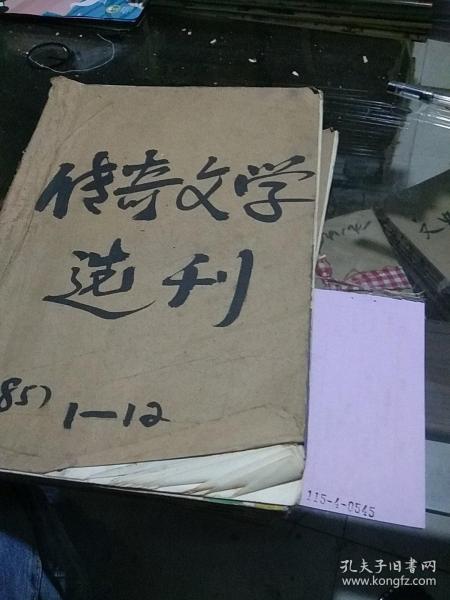 传奇文学
选刊
85)
1—12
115-4-0545
孔夫子旧书网
www.kongfz.com